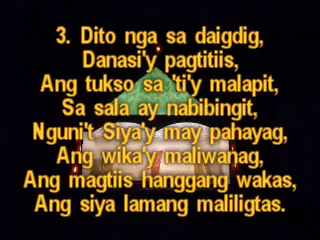 3. Dito nga sa daigdig,
Danasi'y pagtitiis,
Ang tukso sa 'ti'y malapit,
Sa sala ay nabibingit,
Nguni't Siya'y may pahayag,
Ang wika'y maliwanag,
Ang magtiis hanggang wakas,
Ang siya lamang maliligtas.